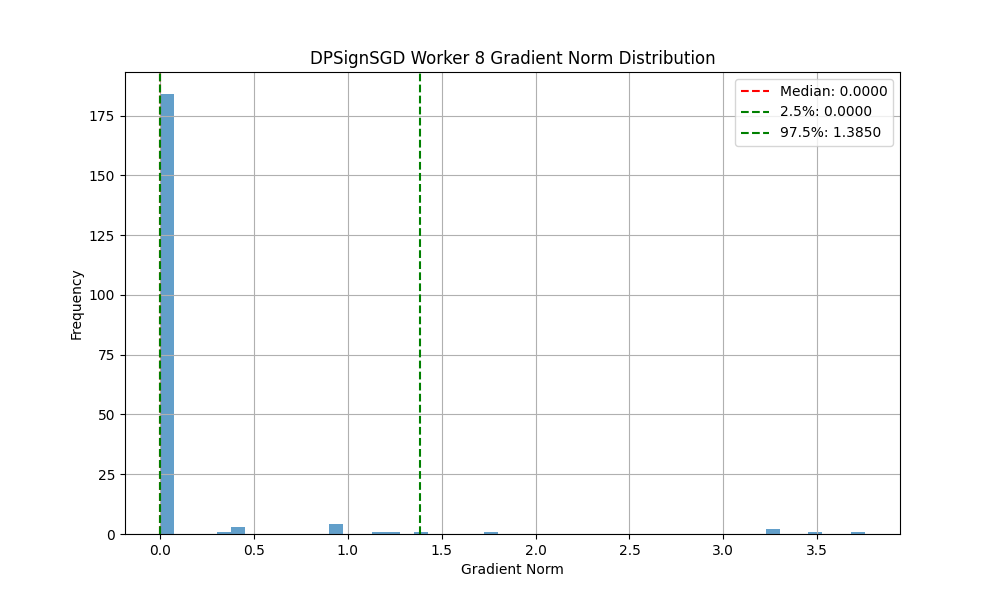 DPSignSGD Worker 8 Gradient Norm Distribution
Median: 0.0000
2.5%: 0.0000
97.5%: 1.3850
175
150
125
100
75
50
25
0
Frequency
0.0 0.5 1.0 1.5 2.0 2.5 3.0 3.5
Gradient Norm